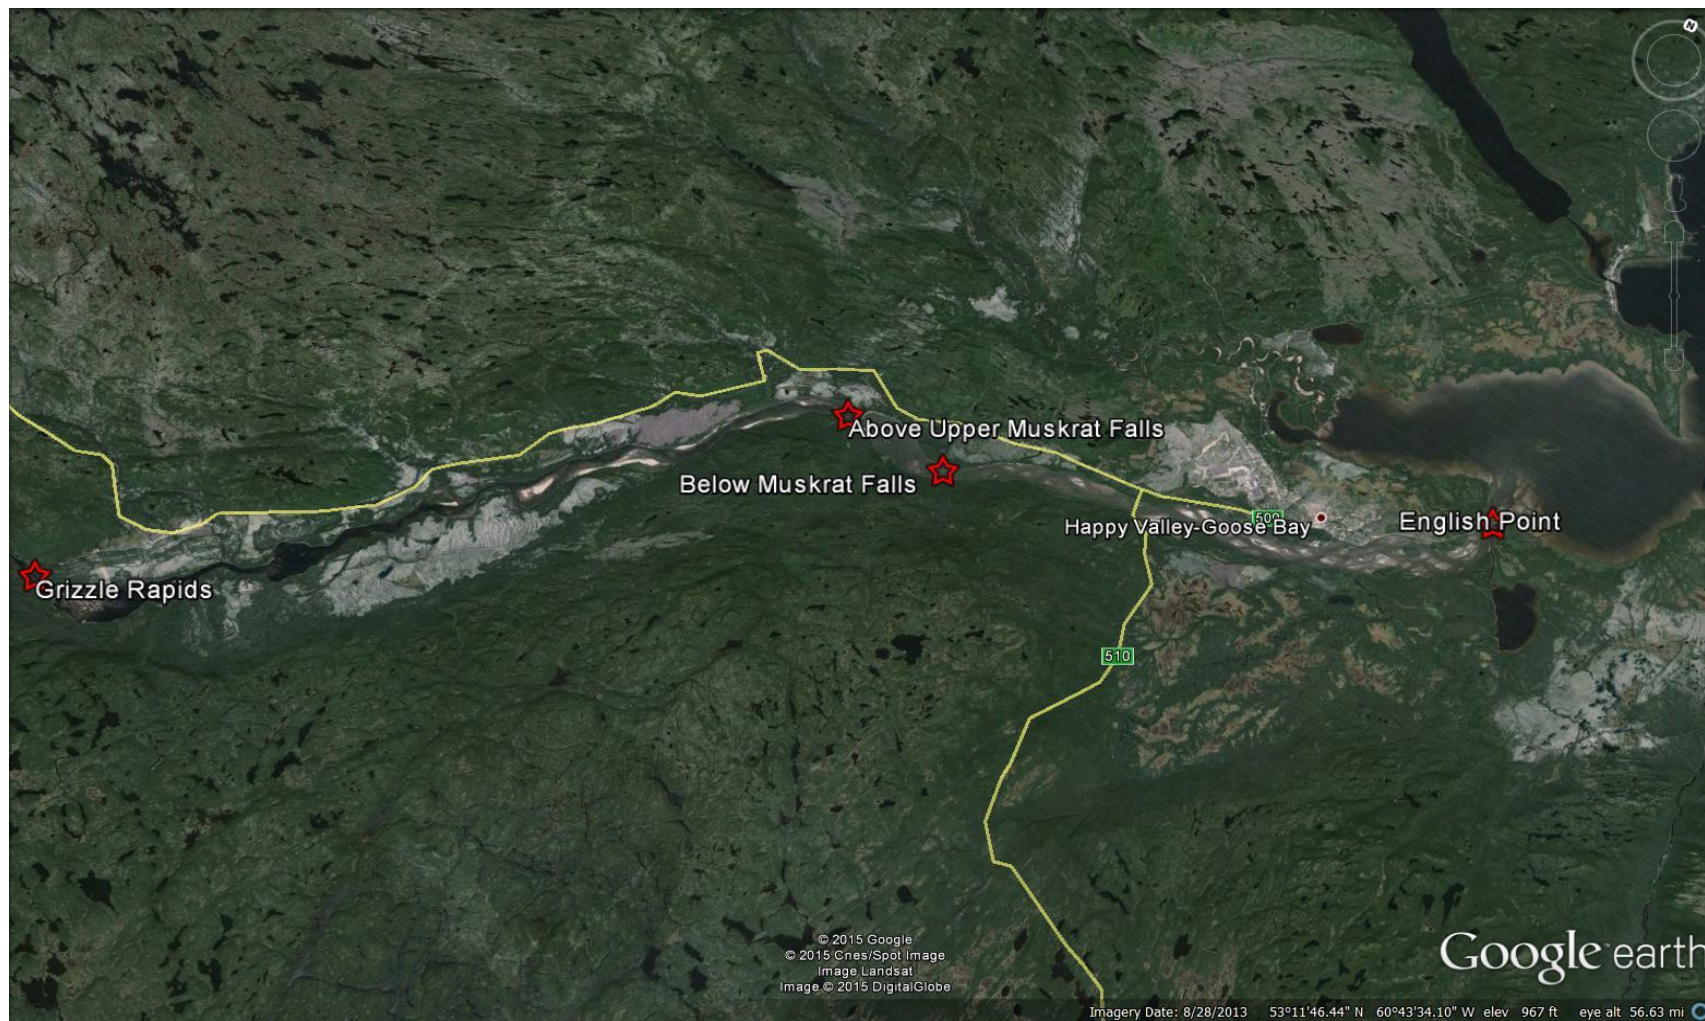 N
Above Upper Muskrat Falls
Below Muskrat Falls
500
Happy Valley-Goose Bay
English Point
Grizzle Rapids
510
© 2015 Google
© 2015 Cnes/Spot Image
Image Landsat
Image © 2015 DigitalGlobe
Google earth
Imagery Date: 8/28/2013 53°11'46.44" N 60°43'34.10" W elev 967 ft eye alt 56.63 mi